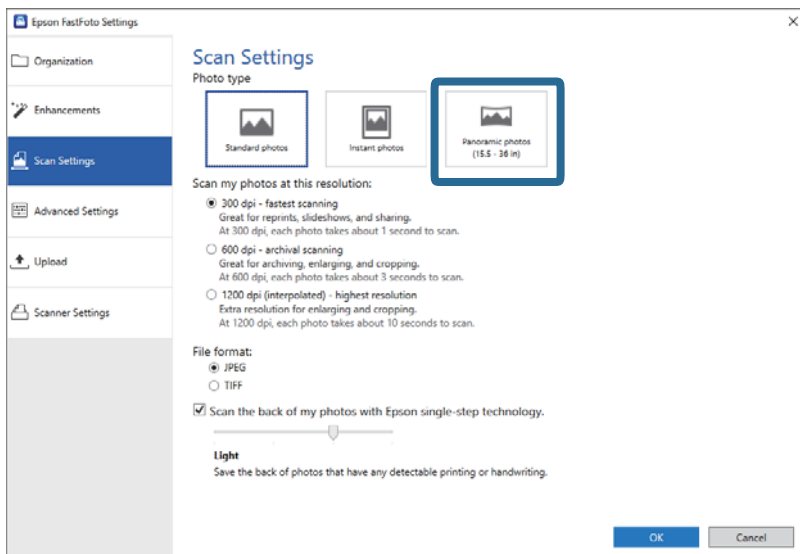 Epson FastFoto Settings
Organization
Enhancements
Scan Settings
Advanced Settings
Upload
Scanner Settings
Scan Settings
Photo type
Standard photos
Instant photos
Panoramic photos
(15.5 - 36 in)
Scan my photos at this resolution:
300 dpi - fastest scanning
Great for reprints, slideshows, and sharing.
At 300 dpi, each photo takes about 1 second to scan.
600 dpi - archival scanning
Great for archiving, enlarging, and cropping.
At 600 dpi, each photo takes about 3 seconds to scan.
1200 dpi (interpolated) - highest resolution
Extra resolution for enlarging and cropping.
At 1200 dpi, each photo takes about 10 seconds to scan.
File format:
JPEG
TIFF
Scan the back of my photos with Epson single-step technology.
Light
Save the back of photos that have any detectable printing or handwriting.
OK
Cancel